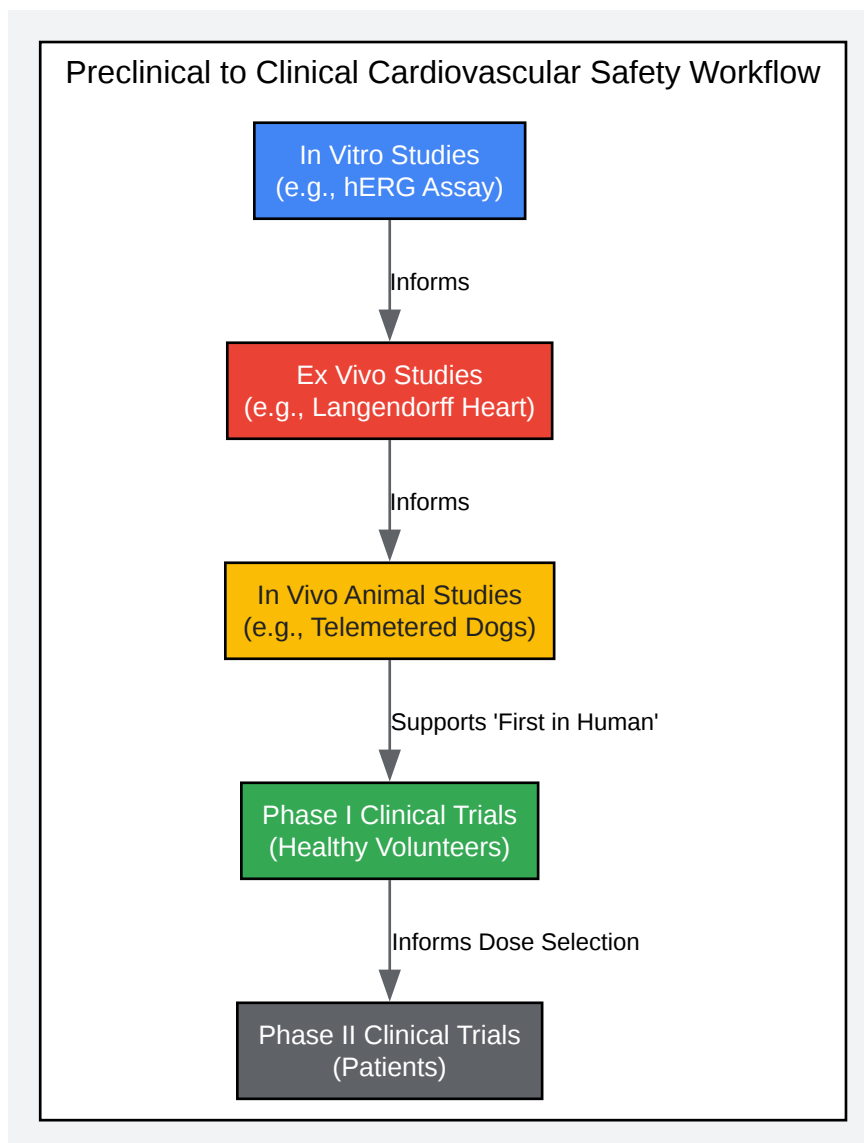 Preclinical to Clinical Cardiovascular Safety Workflow
In Vitro Studies
(e.g., hERG Assay)
Informs
Ex Vivo Studies
(e.g., Langendorff Heart)
Informs
In Vivo Animal Studies
(e.g., Telemetered Dogs)
Supports 'First in Human'
Phase I Clinical Trials
(Healthy Volunteers)
Informs Dose Selection
Phase II Clinical Trials
(Patients)